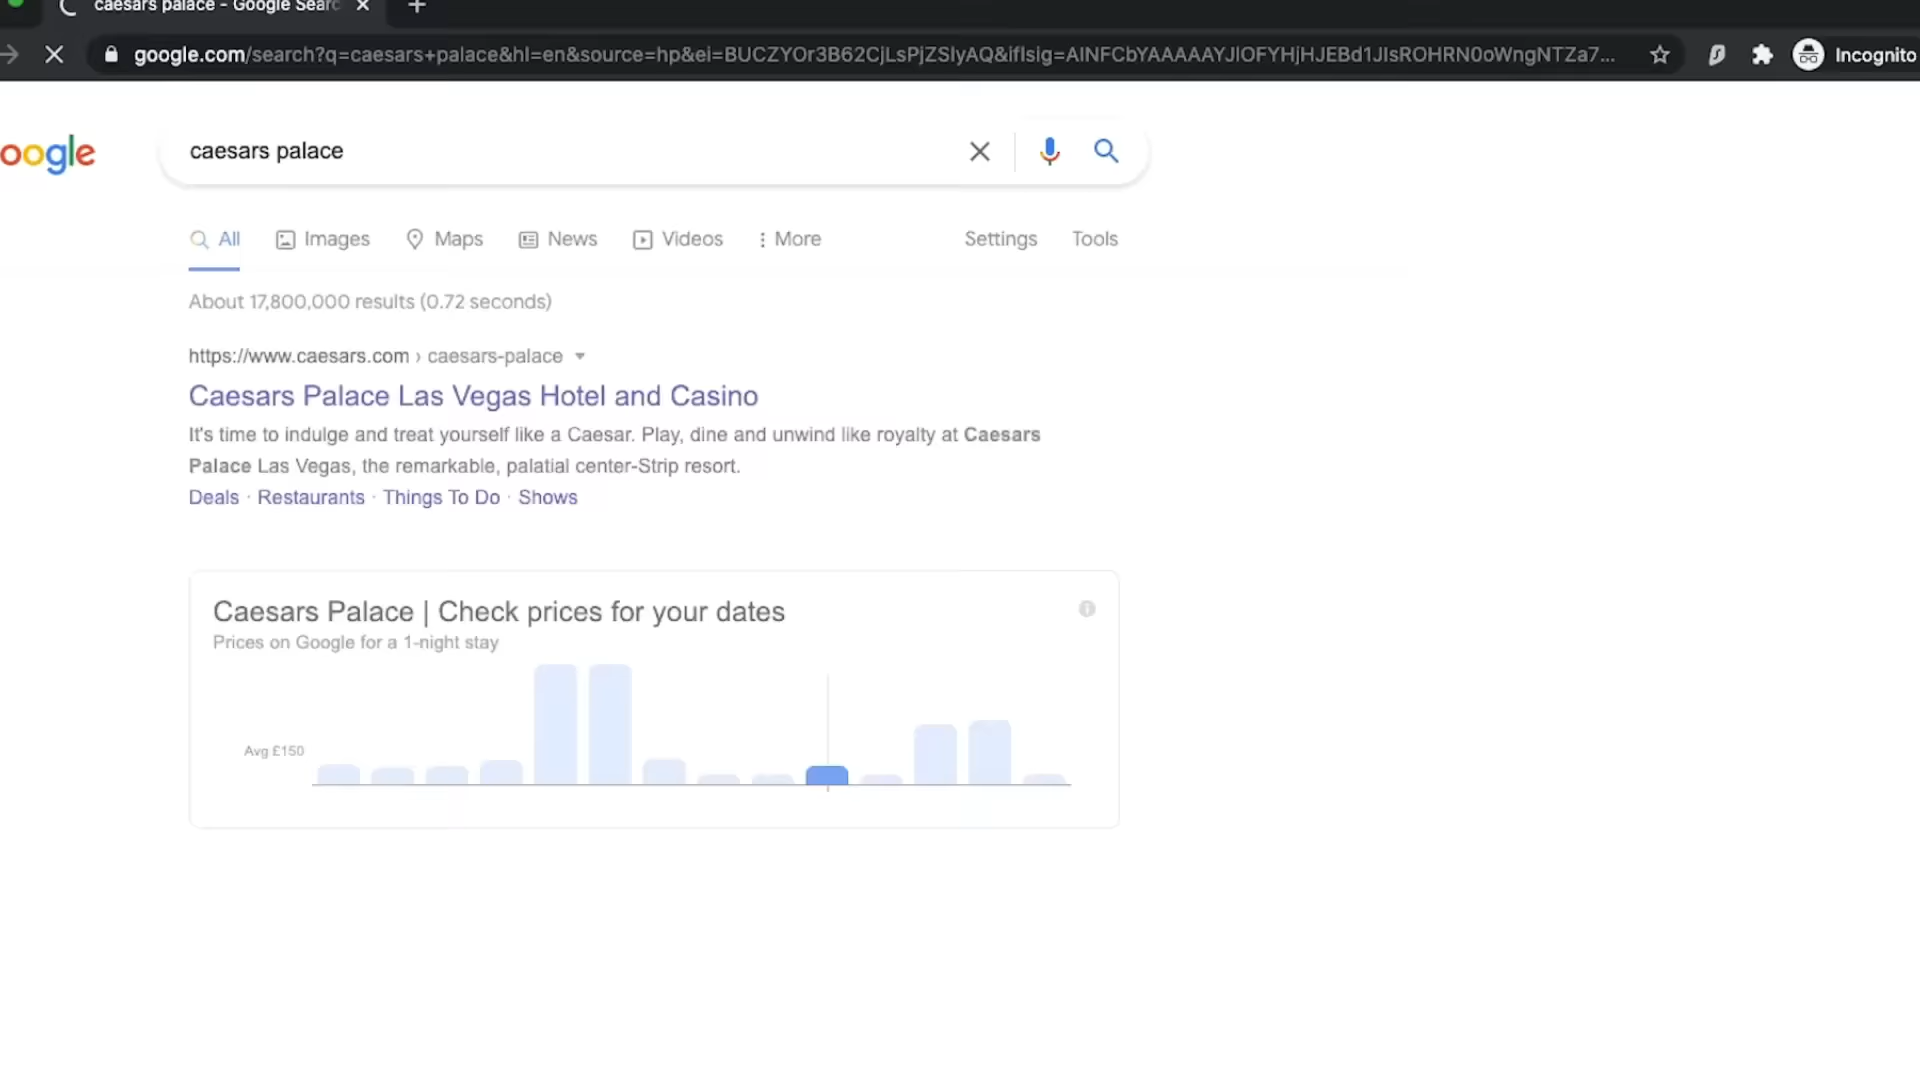 caesars palace - Google Searc
google.com/search?q=caesars+palace&hl=en&source=hp&ei=BUCZYOr3B62CjLsPjZSIyAQ&iflsig=AINFCbYAAAAAYJlOFYHjHJEBd1JIsROHRN0oWngNTZa7...
Incognito
oogle
caesars palace
All Images Maps News Videos More Settings Tools
About 17,800,000 results (0.72 seconds)
https://www.caesars.com › caesars-palace
Caesars Palace Las Vegas Hotel and Casino
It's time to indulge and treat yourself like a Caesar. Play, dine and unwind like royalty at Caesars
Palace Las Vegas, the remarkable, palatial center-Strip resort.
Deals · Restaurants · Things To Do · Shows
Caesars Palace | Check prices for your dates
Prices on Google for a 1-night stay
Avg £150